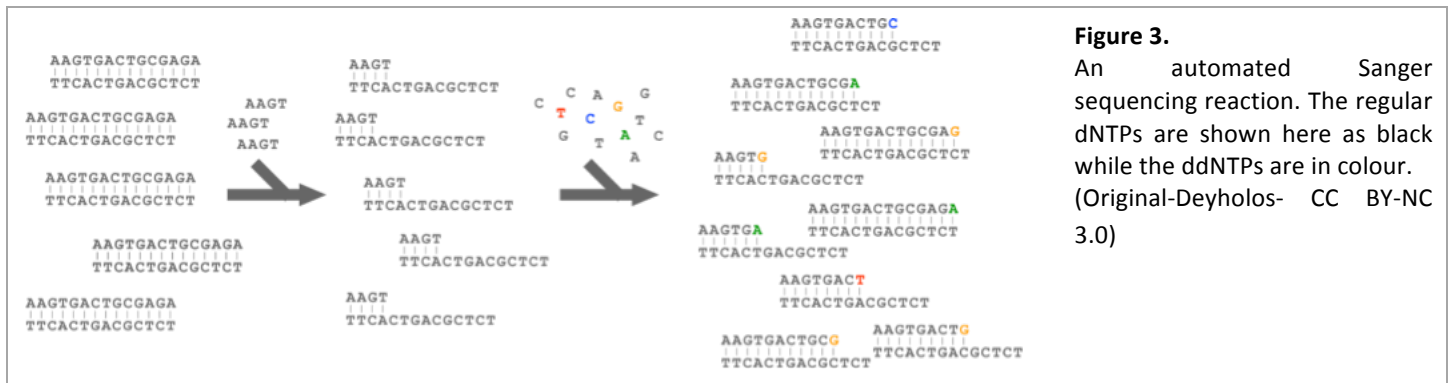 AAGTGACTGCGAGA
TTCACTGACGCTCT
AAGTGACTGCGAGA
TTCACTGACGCTCT
AAGTGACTGCGAGA
TTCACTGACGCTCT
AAGTGACTGCGAGA
TTCACTGACGCTCT
AAGTGACTGCGAGA
TTCACTGACGCTCT
AAGT
AAGT
AAGT
AAGT
TTCACTGACGCTCT
AAGT
TTCACTGACGCTCT
AAGT
TTCACTGACGCTCT
AAGT
TTCACTGACGCTCT
AAGT
TTCACTGACGCTCT
C C A G G
T C T
G T A C
A
AAGTGACTGC
TTCACTGACGCTCT
AAGTGACTGCGA
TTCACTGACGCTCT
AAGTGACTGCGAG
TTCACTGACGCTCT
AAGTG
TTCACTGACGCTCT
AAGTGACTGCGAGA
TTCACTGACGCTCT
AAGTGA
TTCACTGACGCTCT
AAGTGACT
TTCACTGACGCTCT
AAGTGACTGCG
TTCACTGACGCTCT
AAGTGACTG
TTCACTGACGCTCT
Figure 3.
An automated Sanger
sequencing reaction. The regular
dNTPs are shown here as black
while the ddNTPs are in colour.
(Original-Deyholos- CC BY-NC
3.0)